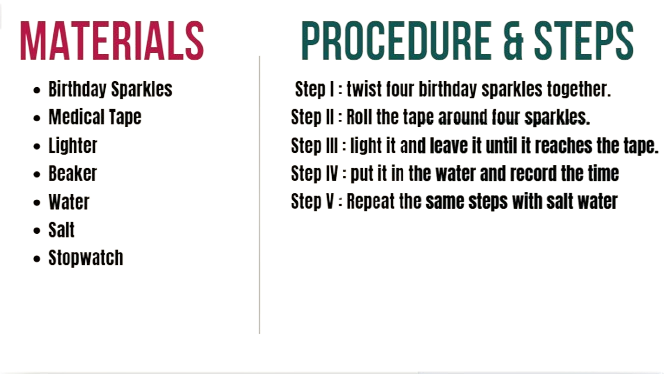 MATERIALS
• Birthday Sparkles
• Medical Tape
• Lighter
• Beaker
• Water
• Salt
• Stopwatch
PROCEDURE & STEPS
Step I : twist four birthday sparkles together.
Step II : Roll the tape around four sparkles.
Step III : light it and leave it until it reaches the tape.
Step IV : put it in the water and record the time
Step V : Repeat the same steps with salt water